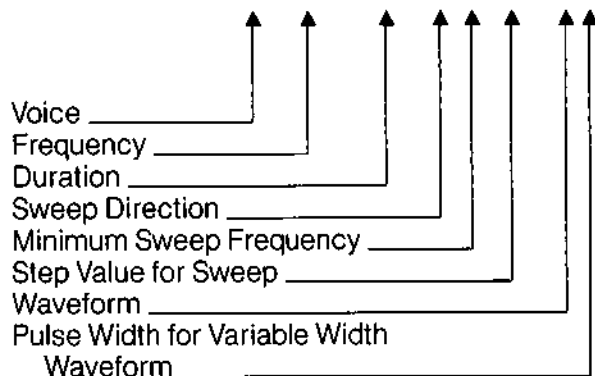 Voice
Frequency
Duration
Sweep Direction
Minimum Sweep Frequency
Step Value for Sweep
Waveform
Pulse Width for Variable Width
Waveform